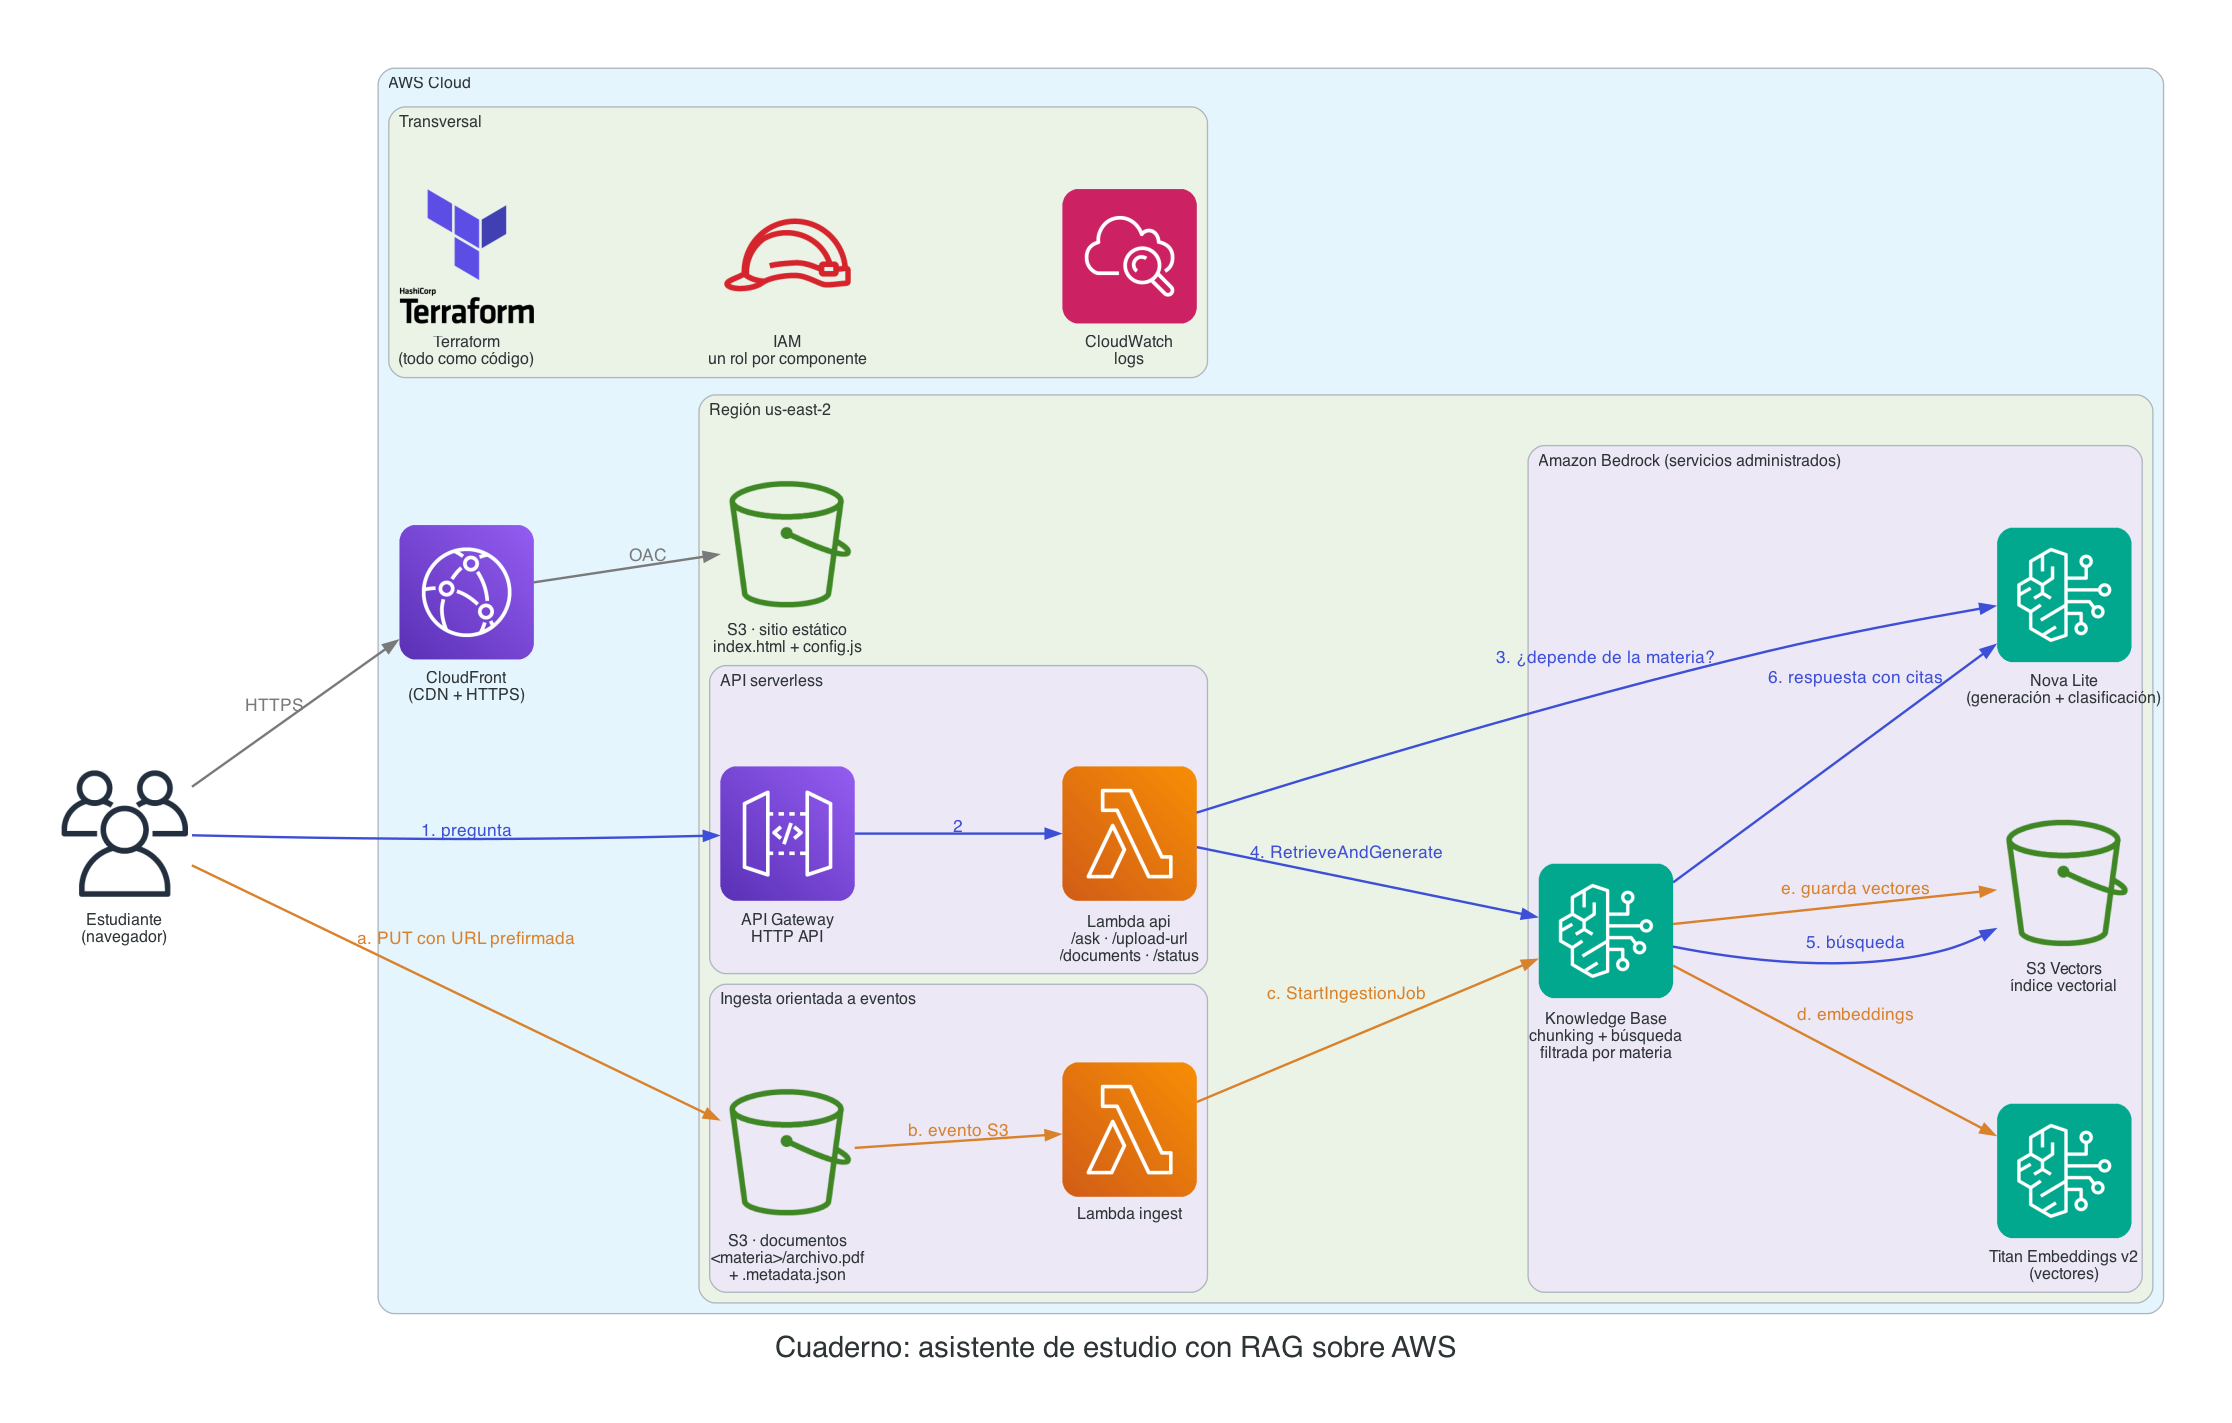 AWS Cloud
Transversal
HashiCorp
Terraform
Terraform
(todo como código)
IAM
un rol por componente
CloudWatch
logs
Región us-east-2
Amazon Bedrock (servicios administrados)
OAC
S3 · sitio estático
index.html + config.js
CloudFront
(CDN + HTTPS)
HTTPS
API serverless
3. ¿depende de la materia?
6. respuesta con citas
Nova Lite
(generación + clasificación)
1. pregunta
2
4. RetrieveAndGenerate
Estudiante
(navegador)
API Gateway
HTTP API
Lambda api
/ask · /upload-url
/documents · /status
e. guarda vectores
5. búsqueda
S3 Vectors
índice vectorial
a. PUT con URL prefirmada
Ingesta orientada a eventos
c. StartIngestionJob
Knowledge Base
chunking + búsqueda
filtrada por materia
d. embeddings
b. evento S3
Lambda ingest
S3 · documentos
<materia>/archivo.pdf
+ .metadata.json
Titan Embeddings v2
(vectores)
Cuaderno: asistente de estudio con RAG sobre AWS